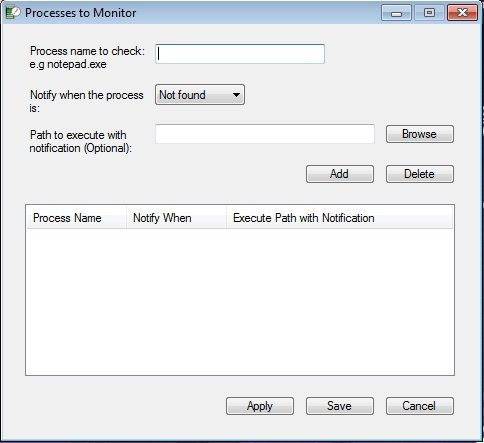 Processes to Monitor
Process name to check:
e.g notepad.exe
Notify when the process
is:
Not found
Path to execute with
notification (Optional):
Browse
Add
Delete
Process Name
Notify When
Execute Path with Notification
Apply
Save
Cancel